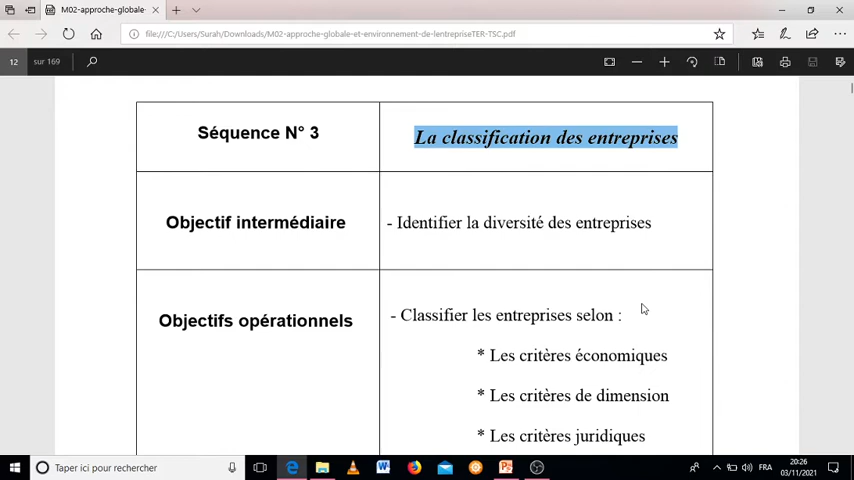 M02-approche-globale-
file:///C:/Users/Surah/Downloads/M02-approche-globale-et-environnement-de-lentrepriseTER-TSC.pdf
12 sur 169
Séquence N° 3
La classification des entreprises
Objectif intermédiaire
- Identifier la diversité des entreprises
Objectifs opérationnels
- Classifier les entreprises selon :
* Les critères économiques
* Les critères de dimension
* Les critères juridiques
Taper ici pour rechercher
FRA
20:26
03/11/2021